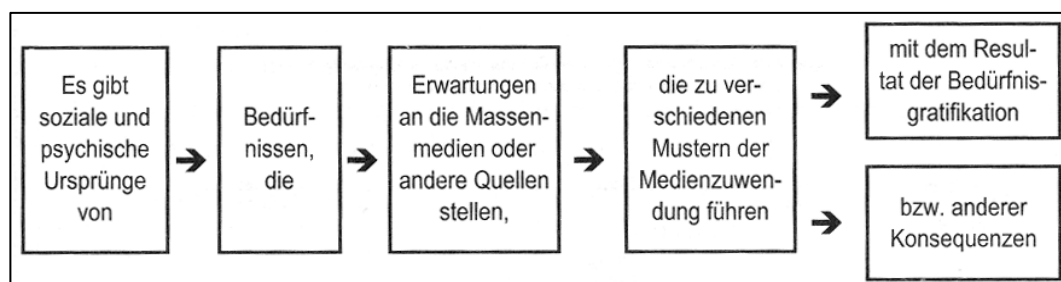 Es gibt
soziale und
psychische
Ursprünge
von
Bedürf-
nissen,
die
Erwartungen
an die Massen-
medien oder
andere Quellen
stellen,
die zu ver-
schiedenen
Mustern der
Medienzuwen-
dung führen
mit dem Resul-
tat der Bedürfnis-
gratifikation
bzw. anderer
Konsequenzen